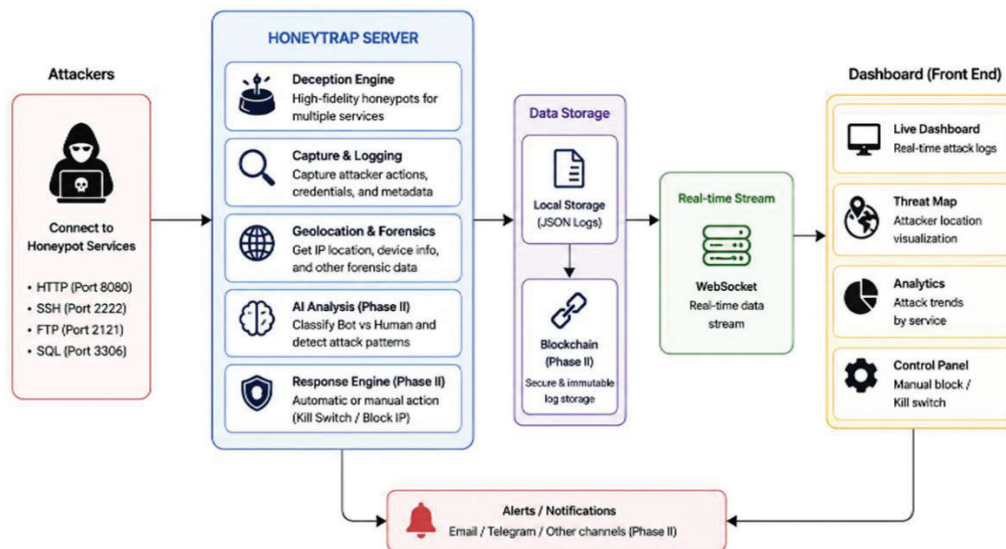 Attackers
Connect to
Honeypot Services
• HTTP (Port 8080)
• SSH (Port 2222)
• FTP (Port 2121)
• SQL (Port 3306)
HONEYTRAP SERVER
Deception Engine
High-fidelity honeypots for
multiple services
Capture & Logging
Capture attacker actions,
credentials, and metadata
Geolocation & Forensics
Get IP location, device info,
and other forensic data
AI Analysis (Phase II)
Classify Bot vs Human and
detect attack patterns
Response Engine (Phase II)
Automatic or manual action
(Kill Switch / Block IP)
Data Storage
Local Storage
(JSON Logs)
Blockchain
(Phase II)
Secure & immutable
log storage
Real-time Stream
WebSocket
Real-time data
stream
Dashboard (Front End)
Live Dashboard
Real-time attack logs
Threat Map
Attacker location
visualization
Analytics
Attack trends
by service
Control Panel
Manual block /
Kill switch
Alerts / Notifications
Email / Telegram / Other channels (Phase II)